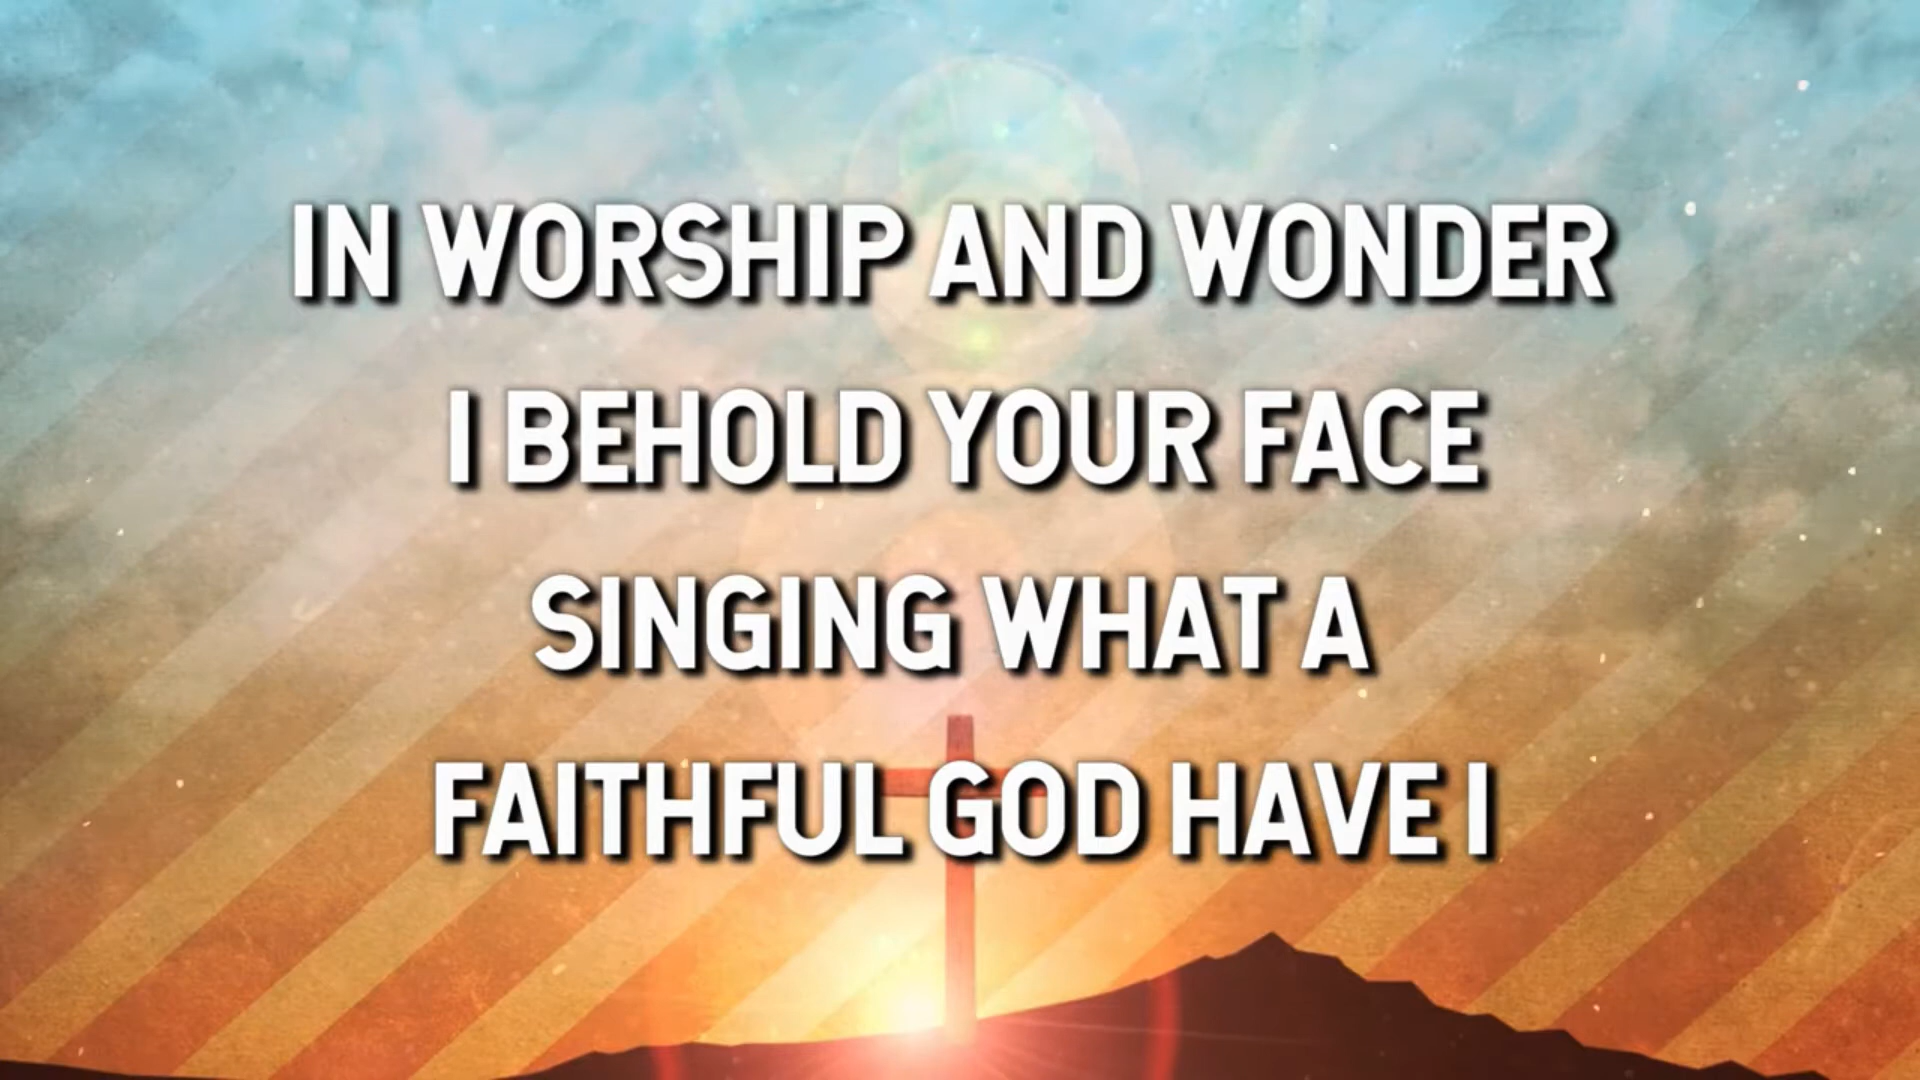 IN WORSHIP AND WONDER
I BEHOLD YOUR FACE
SINGING WHAT A
FAITHFUL GOD HAVE I